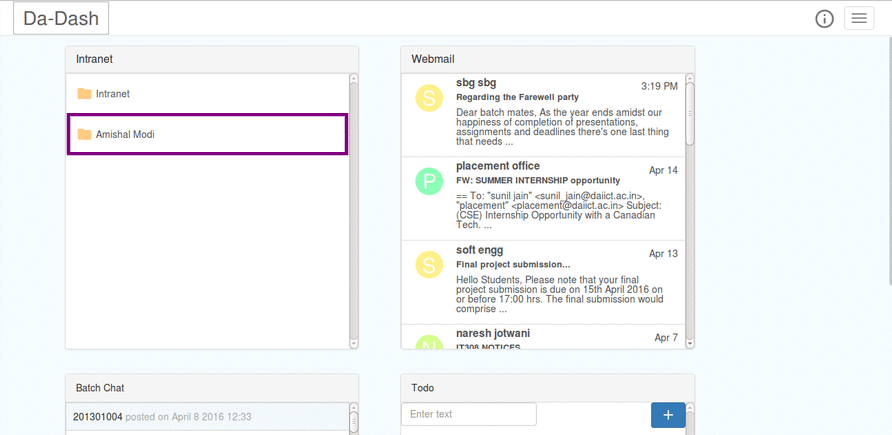 Da-Dash
Intranet
Intranet
Amishal Modi
Webmail
S
sbg sbg
3:19 PM
Regarding the Farewell party
Dear batch mates, As the year ends amidst our
happiness of completion of presentations,
assignments and deadlines there's one last thing
that needs ...
P
placement office
Apr 14
FW: SUMMER INTERNSHIP opportunity
== To: "sunil jain" <sunil_jain@daiict.ac.in>,
"placement" <placement@daiict.ac.in> Subject:
(CSE) Internship Opportunity with a Canadian
Tech. ...
S
soft engg
Apr 13
Final project submission...
Hello Students, Please note that your final
project submission is due on 15th April 2016 on
or before 17:00 hrs. The final submission would
comprise ...
N
naresh jotwani
Apr 7
IT308 NOTICES
Batch Chat
201301004 posted on April 8 2016 12:33
Todo
Enter text
+